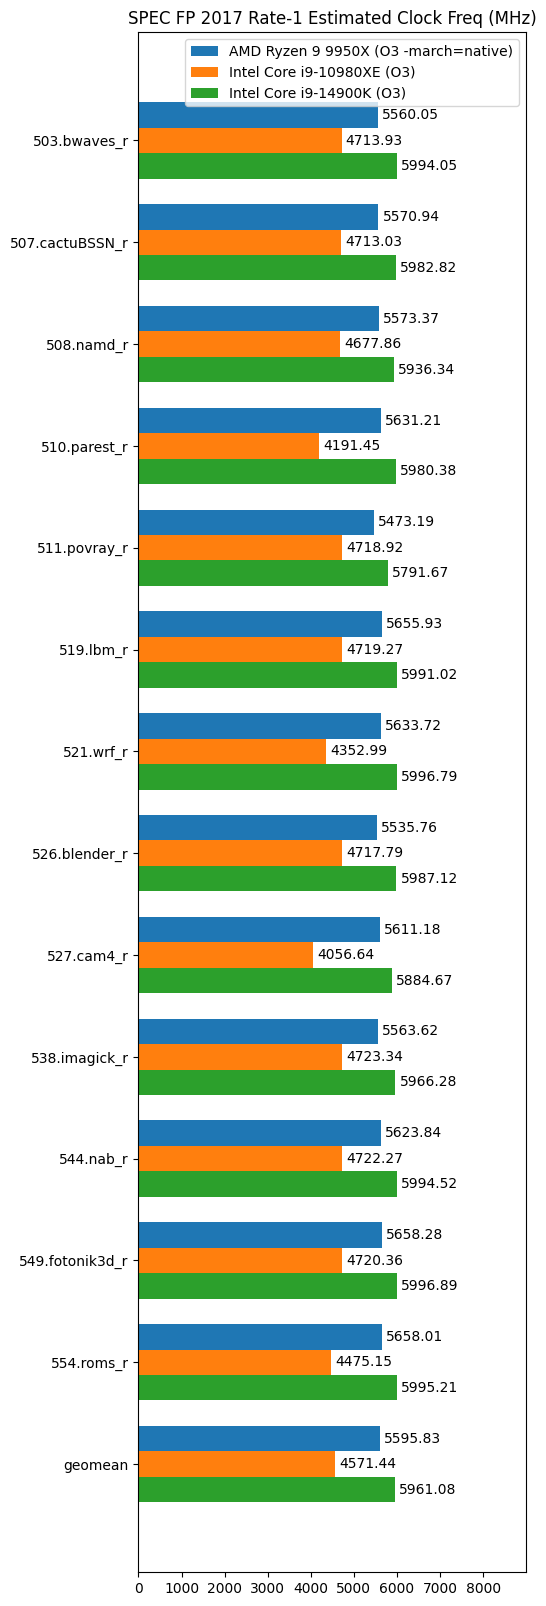 SPEC FP 2017 Rate-1 Estimated Clock Freq (MHz)
AMD Ryzen 9 9950X (O3 -march=native)
Intel Core i9-10980XE (O3)
Intel Core i9-14900K (O3)
5560.05
503.bwaves_r
4713.93
5994.05
5570.94
507.cactuBSSN_r
4713.03
5982.82
5573.37
508.namd_r
4677.86
5936.34
5631.21
510.parest_r
4191.45
5980.38
5473.19
511.povray_r
4718.92
5791.67
5655.93
519.lbm_r
4719.27
5991.02
5633.72
521.wrf_r
4352.99
5996.79
5535.76
526.blender_r
4717.79
5987.12
5611.18
527.cam4_r
4056.64
5884.67
5563.62
538.imagick_r
4723.34
5966.28
5623.84
544.nab_r
4722.27
5994.52
5658.28
549.fotonik3d_r
4720.36
5996.89
5658.01
554.roms_r
4475.15
5995.21
5595.83
geomean
4571.44
5961.08
0 1000 2000 3000 4000 5000 6000 7000 8000